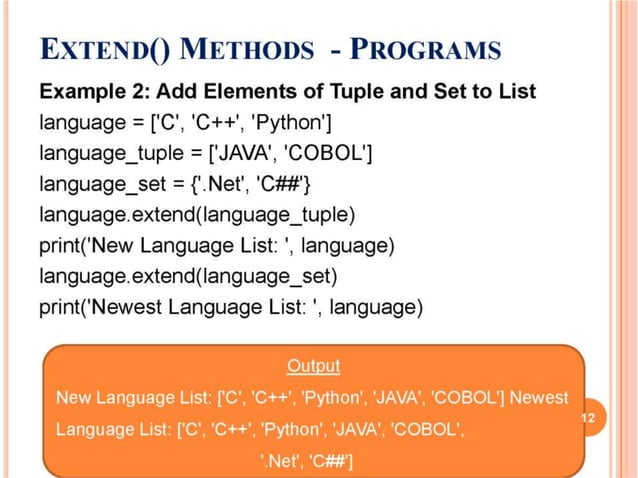 EXTEND() METHODS - PROGRAMS
Example 2: Add Elements of Tuple and Set to List
language = ['C', 'C++', 'Python']
language_tuple = ['JAVA', 'COBOL']
language_set = {'.Net', 'C##'}
language.extend(language_tuple)
print('New Language List: ', language)
language.extend(language_set)
print('Newest Language List: ', language)
Output
New Language List: ['C', 'C++', 'Python', 'JAVA', 'COBOL'] Newest
Language List: ['C', 'C++', 'Python', 'JAVA', 'COBOL',
'.Net', 'C##']
12